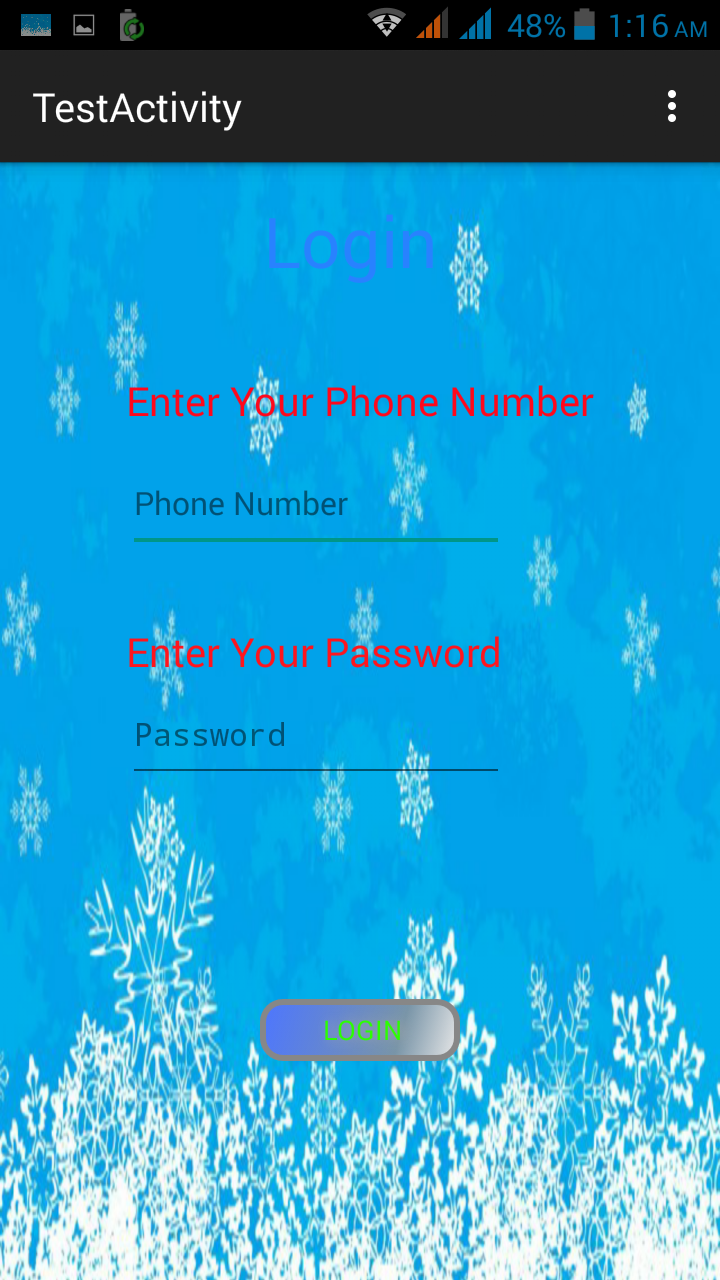 48% 1:16 AM
TestActivity
Login
Enter Your Phone Number
Phone Number
Enter Your Password
Password
LOGIN